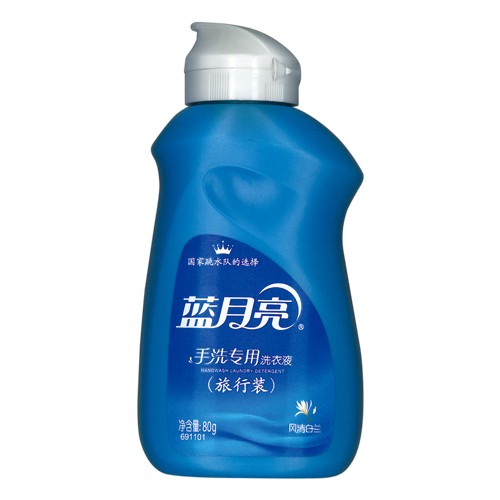 国家跳水队的选择
蓝月亮®
手洗专用洗衣液
HANDWASH LAUNDRY DETERGENT
（旅行装）
风清白兰
净含量: 80g
691101